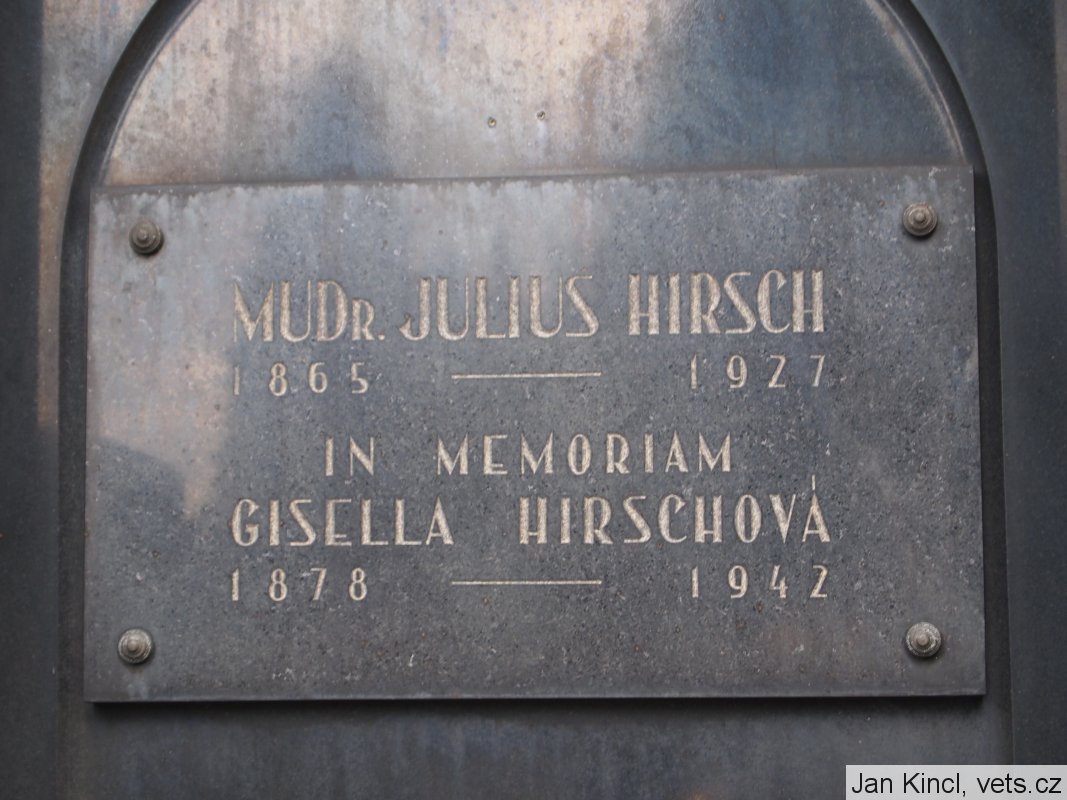 MUDR. JULIUS HIRSCH
1865 — 1927
IN MEMORIAM
GISELLA HIRSCHOVÁ
1878 — 1942
Jan Kincl, vets.cz